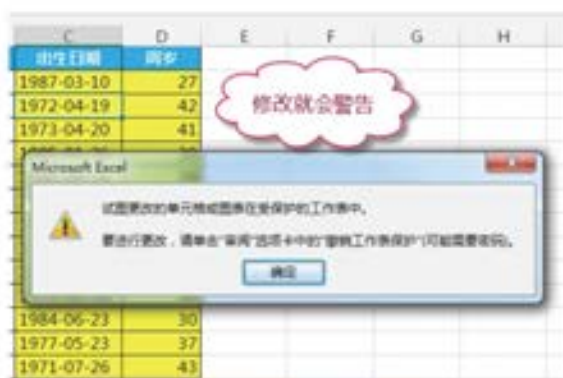 C D E F G H
出生日期 周岁
1987-03-10 27
1972-04-19 42
1973-04-20 41
修改就会警告
Microsoft Excel
试图更改的单元格或图表在受保护的工作表中。
要进行更改，请单击"审阅"选项卡中的"撤销工作表保护"(可能需要密码)。
确定
1984-06-23 30
1977-05-23 37
1971-07-26 43